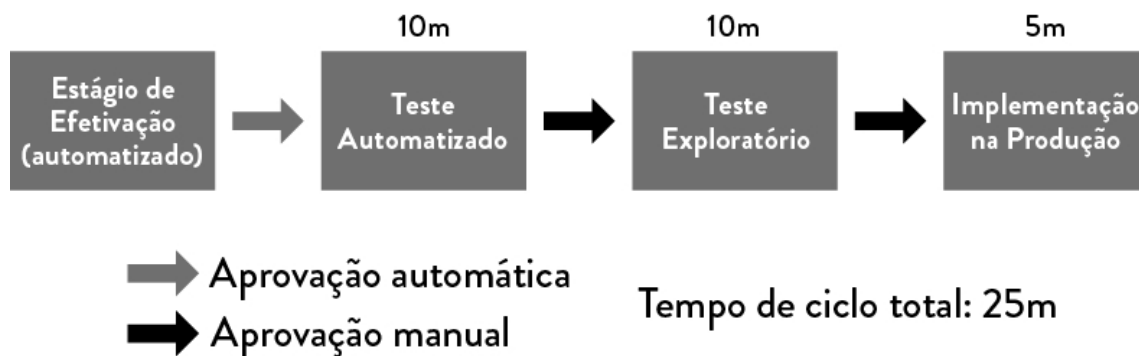 10m
10m
5m
Estágio de
Efetivação
(automatizado)
Teste
Automatizado
Teste
Exploratório
Implementação
na Produção
Aprovação automática
Aprovação manual
Tempo de ciclo total: 25m